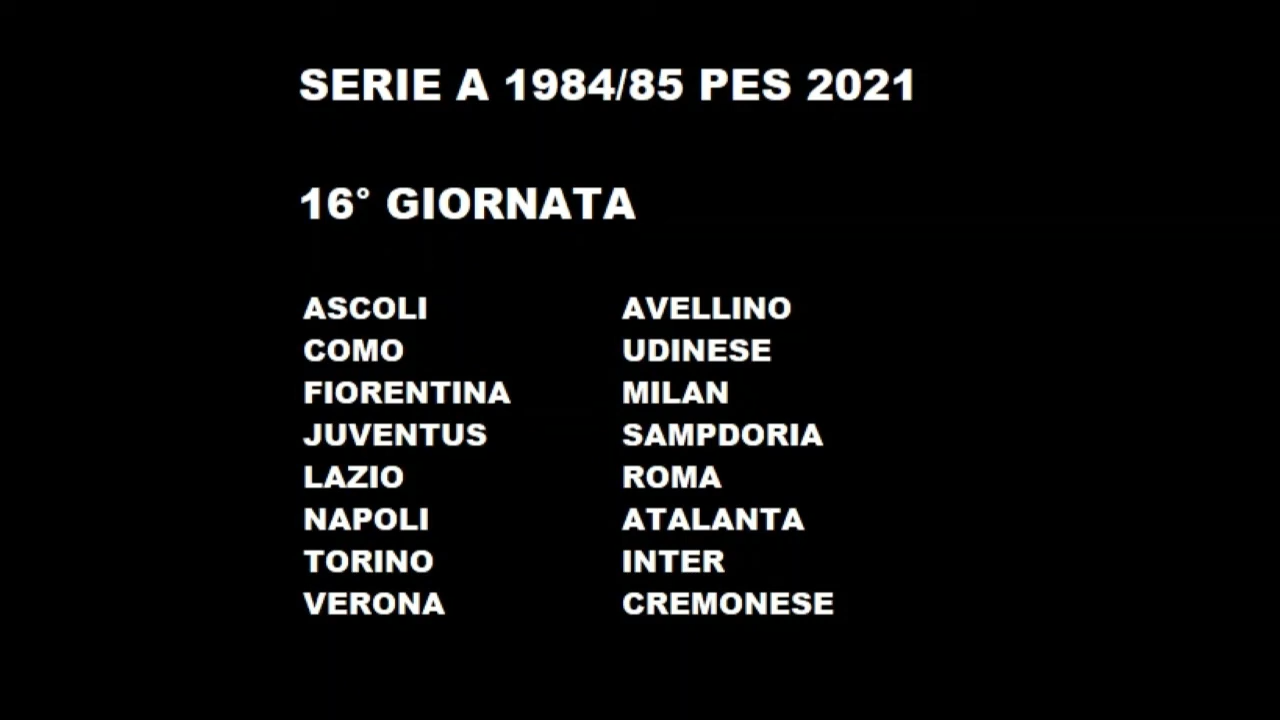 SERIE A 1984/85 PES 2021
16° GIORNATA
ASCOLI AVELLINO
COMO UDINESE
FIORENTINA MILAN
JUVENTUS SAMPDORIA
LAZIO ROMA
NAPOLI ATALANTA
TORINO INTER
VERONA CREMONESE